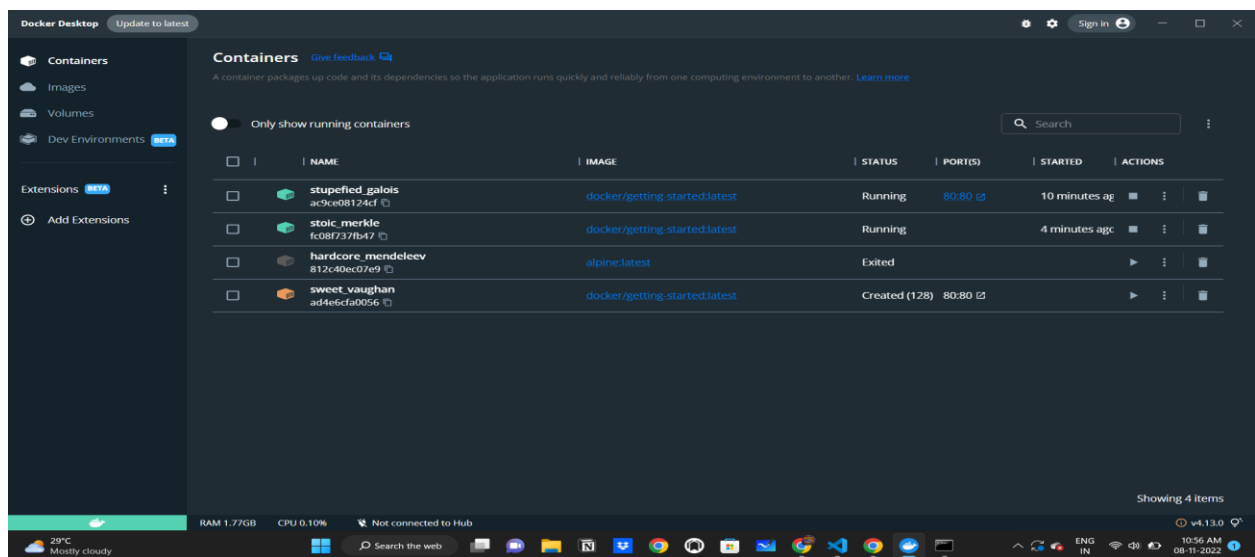 Docker Desktop Update to latest Sign in
Containers
Images
Volumes
Dev Environments BETA
Extensions BETA
Add Extensions
Containers Give feedback
A container packages up code and its dependencies so the application runs quickly and reliably from one computing environment to another. Learn more
Only show running containers Search
NAME IMAGE STATUS PORT(S) STARTED ACTIONS
stupefied_galois docker/getting-started:latest Running 80:80 10 minutes ag
ac9ce08124cf
stoic_merkle docker/getting-started:latest Running 4 minutes agc
fc08f737fb47
hardcore_mendeleev alpine:latest Exited
812c40ec07e9
sweet_vaughan docker/getting-started:latest Created (128) 80:80
ad4e6cfa0056
Showing 4 items
RAM 1.77GB CPU 0.10% Not connected to Hub v4.13.0
29°C
Mostly cloudy
Search the web
ENG
IN
10:56 AM
08-11-2022
1